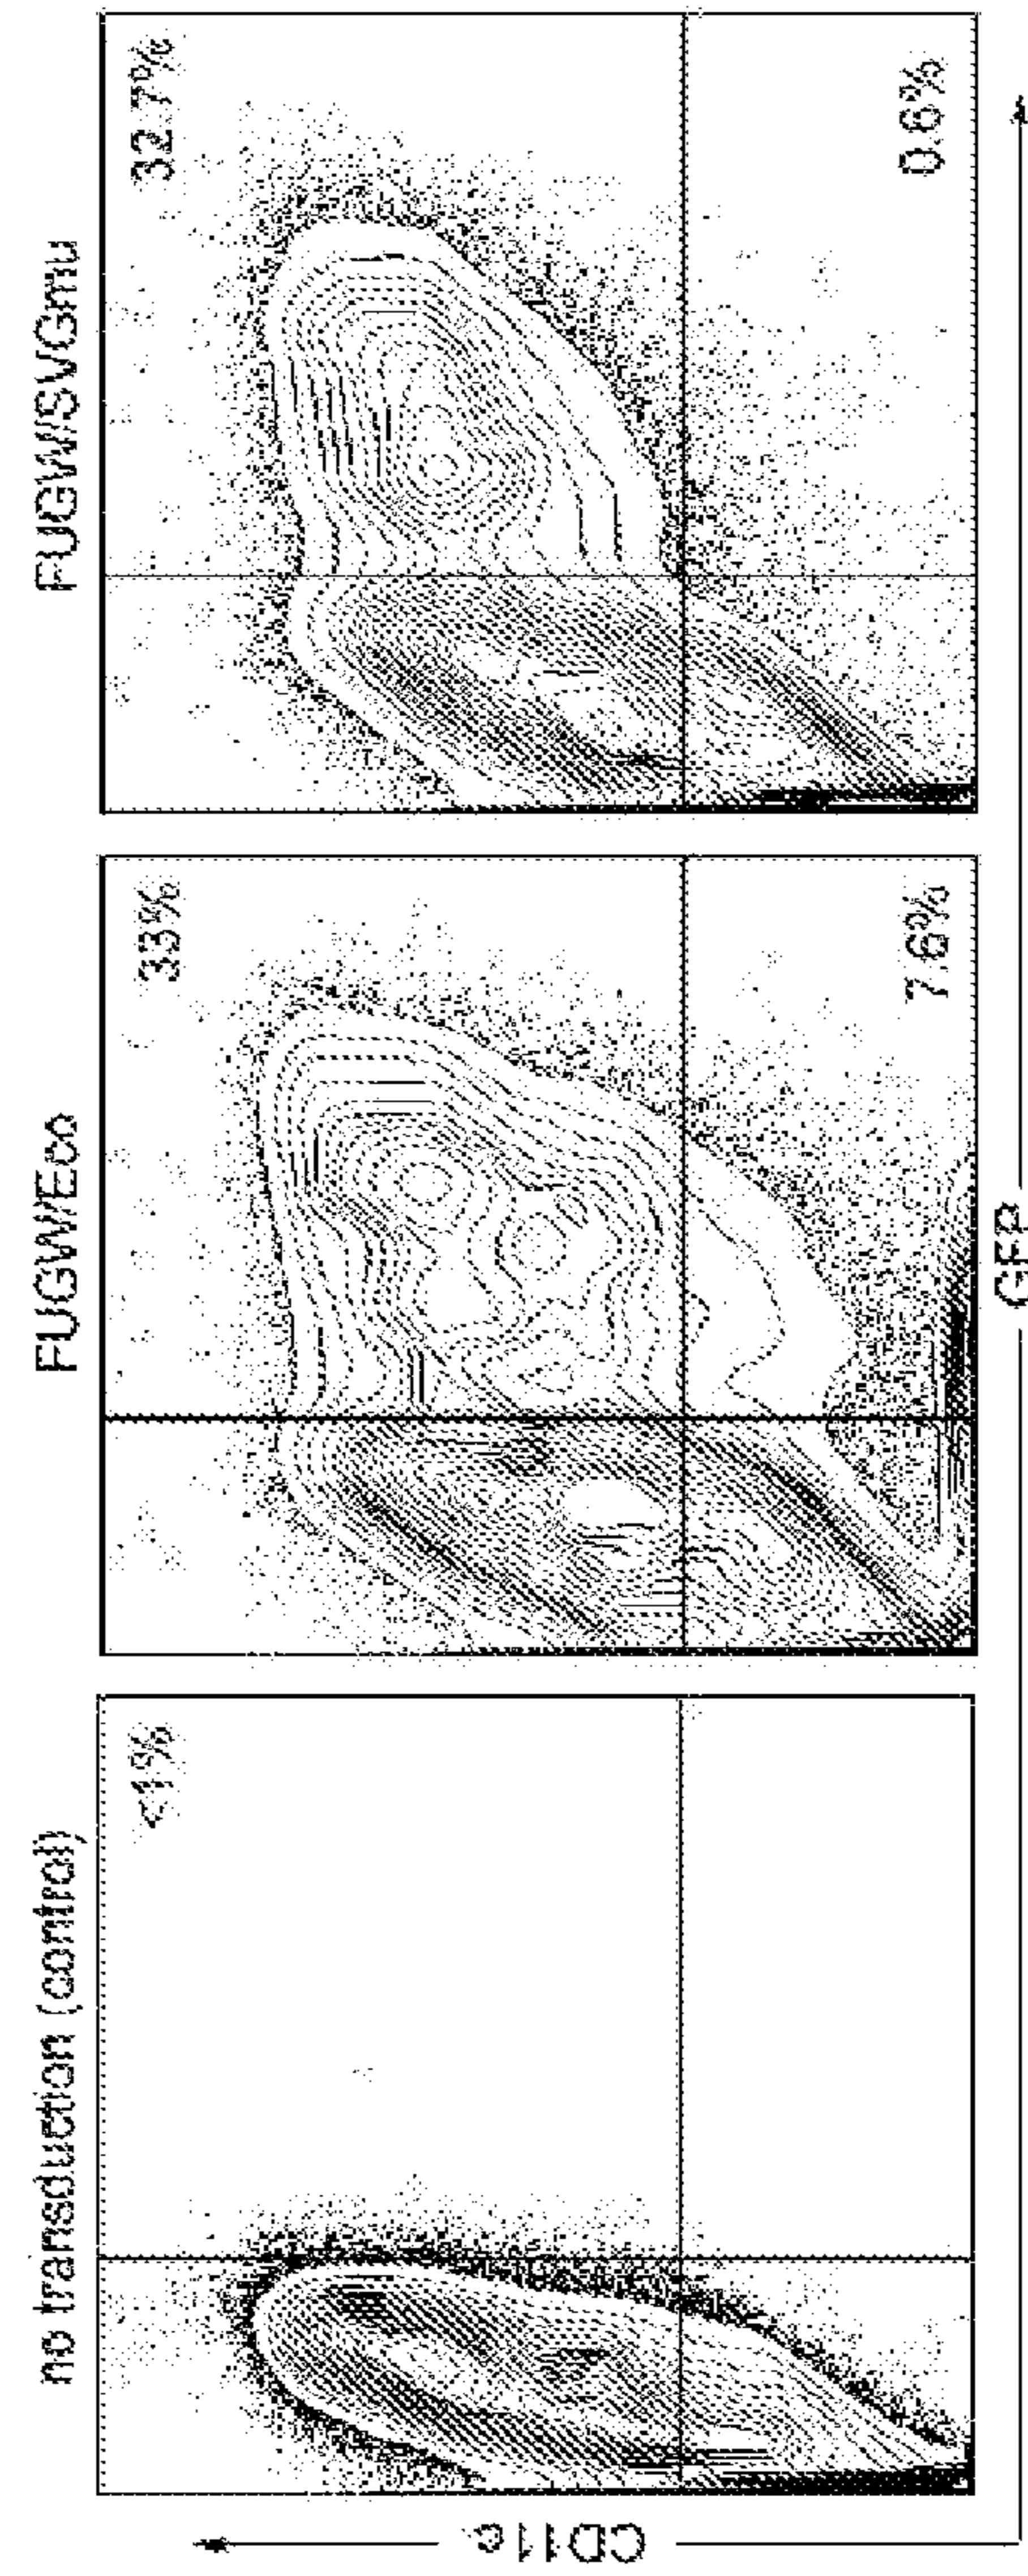 no transduction (control)
FUGW/Eco
FUGW/SVGmu
<1%
33%
32.7%
7.6%
0.6%
CD11c
GFP